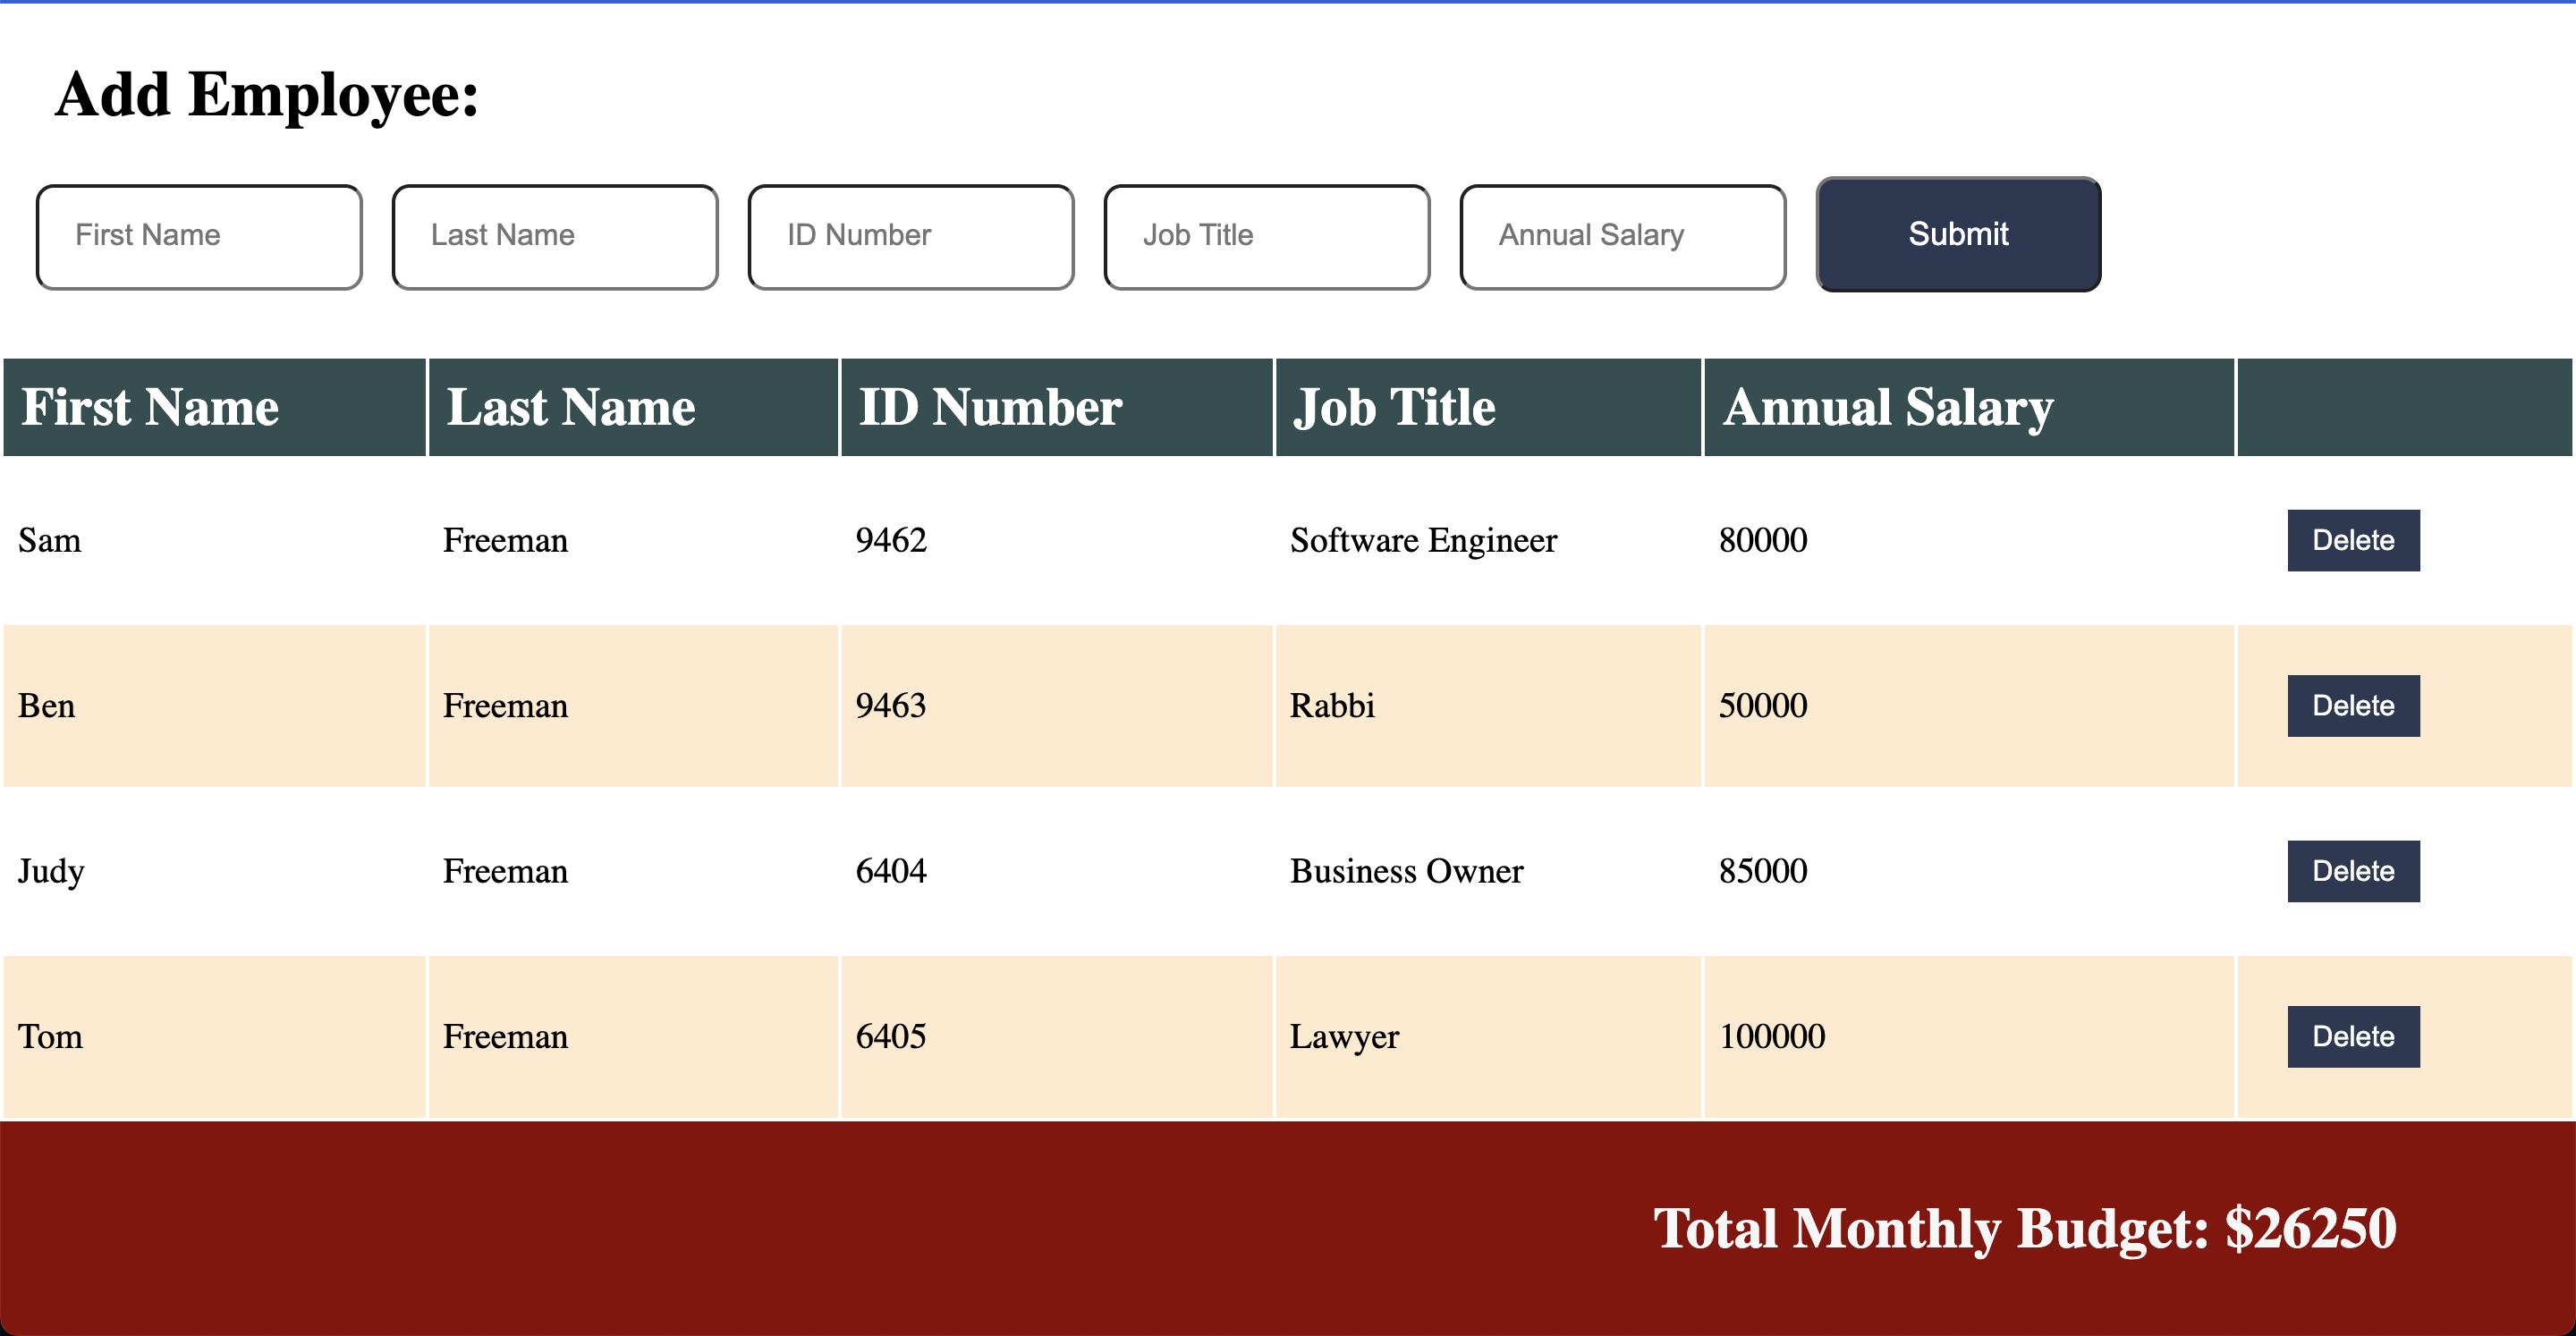 Add Employee:
First Name Last Name ID Number Job Title Annual Salary Submit
First Name Last Name ID Number Job Title Annual Salary
Sam Freeman 9462 Software Engineer 80000 Delete
Ben Freeman 9463 Rabbi 50000 Delete
Judy Freeman 6404 Business Owner 85000 Delete
Tom Freeman 6405 Lawyer 100000 Delete
Total Monthly Budget: $26250